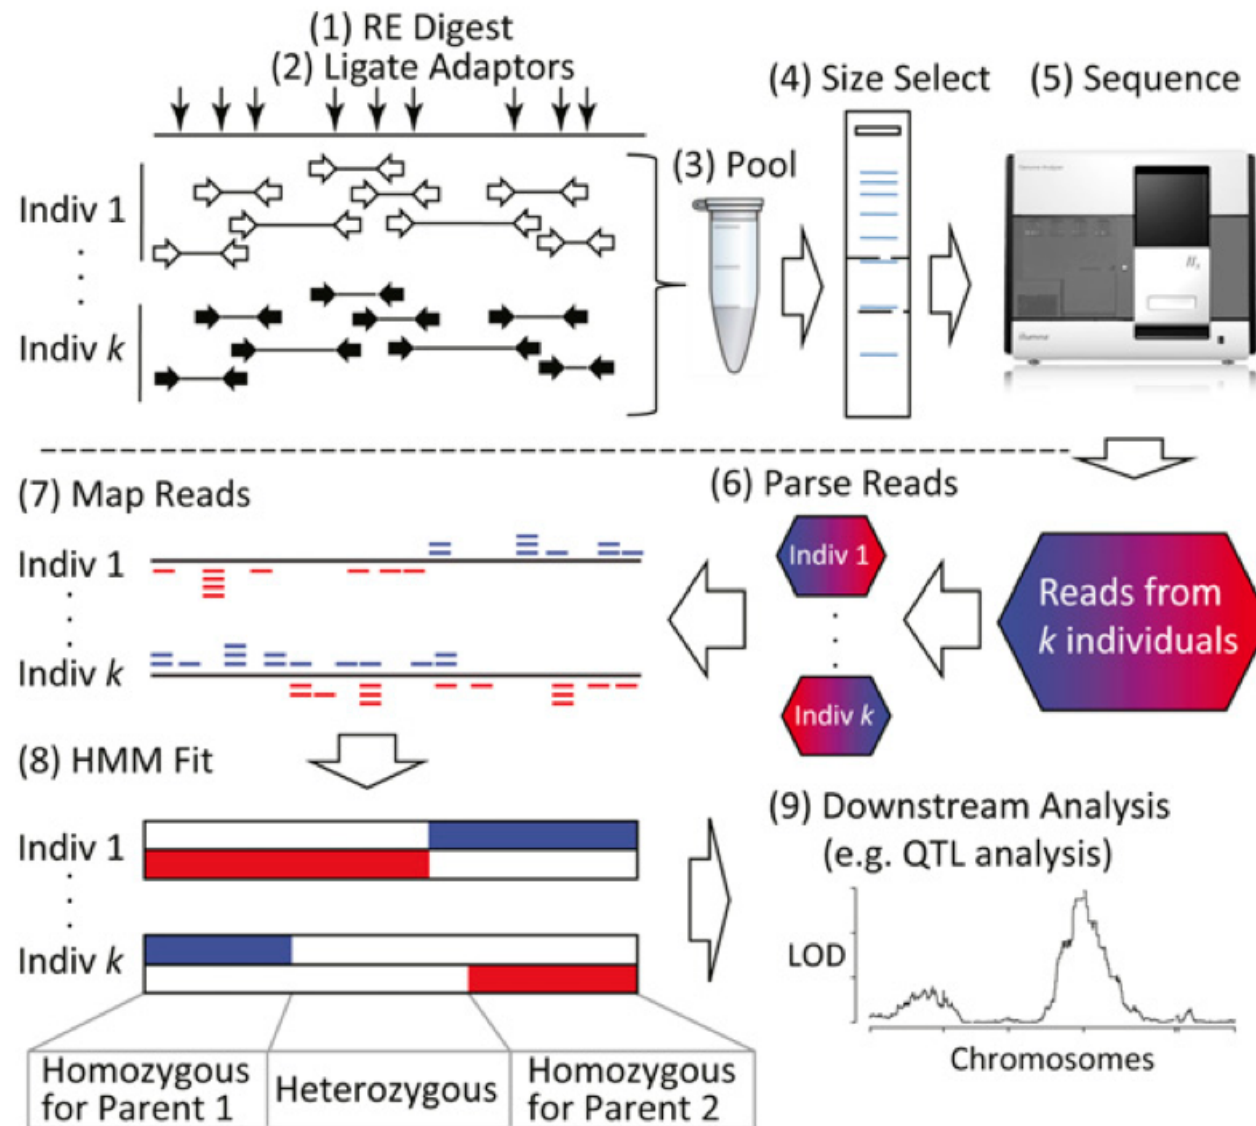 (1) RE Digest
(2) Ligate Adaptors
(3) Pool
(4) Size Select
(5) Sequence
Indiv 1
Indiv k
(6) Parse Reads
Reads from
k individuals
Indiv 1
Indiv k
(7) Map Reads
Indiv 1
Indiv k
(8) HMM Fit
Indiv 1
Indiv k
Homozygous
for Parent 1
Heterozygous
Homozygous
for Parent 2
(9) Downstream Analysis
(e.g. QTL analysis)
LOD
Chromosomes